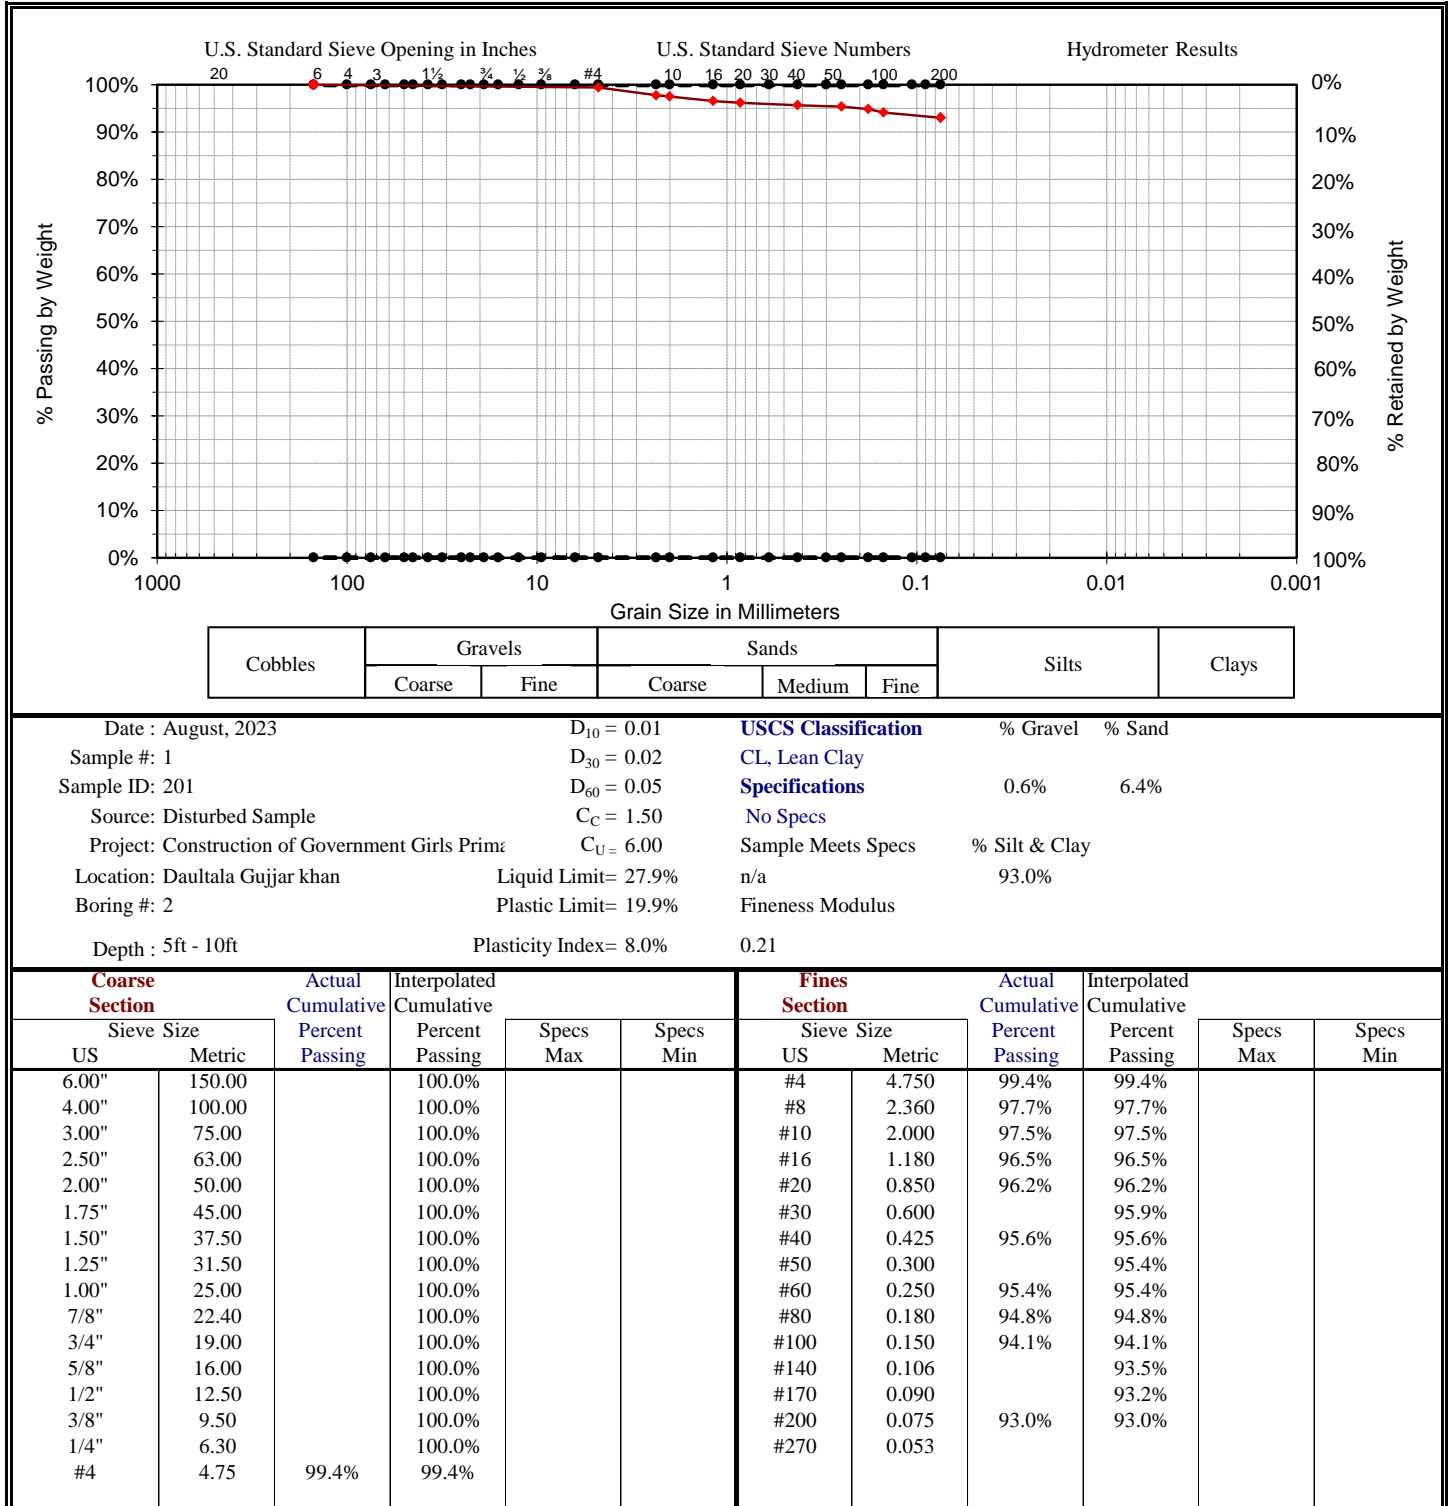 U.S. Standard Sieve Opening in Inches U.S. Standard Sieve Numbers Hydrometer Results
20 6 4 3 1½ ¾ ½ ⅜ #4 10 16 20 30 40 50 100 200
100% 0%
90% 10%
80% 20%
70% 30%
60% 40%
50% 50%
40% 60%
30% 70%
20% 80%
10% 90%
0% 100%
% Passing by Weight
% Retained by Weight
1000 100 10 1 0.1 0.01 0.001
Grain Size in Millimeters
Cobbles Gravels Sands Silts Clays
Coarse Fine Coarse Medium Fine
Date : August, 2023 D10 = 0.01 USCS Classification % Gravel % Sand
Sample #: 1 D30 = 0.02 CL, Lean Clay
Sample ID: 201 D60 = 0.05 Specifications 0.6% 6.4%
Source: Disturbed Sample CC = 1.50 No Specs
Project: Construction of Government Girls Prima CU = 6.00 Sample Meets Specs % Silt & Clay
Location: Daultala Gujjar khan Liquid Limit= 27.9% n/a 93.0%
Boring #: 2 Plastic Limit= 19.9% Fineness Modulus
Depth : 5ft - 10ft Plasticity Index= 8.0% 0.21
Coarse Actual Interpolated Fines Actual Interpolated
Section Cumulative Cumulative Section Cumulative Cumulative
Sieve Size Percent Percent Specs Specs Sieve Size Percent Percent Specs Specs
US Metric Passing Passing Max Min US Metric Passing Passing Max Min
6.00" 150.00 100.0% #4 4.750 99.4% 99.4%
4.00" 100.00 100.0% #8 2.360 97.7% 97.7%
3.00" 75.00 100.0% #10 2.000 97.5% 97.5%
2.50" 63.00 100.0% #16 1.180 96.5% 96.5%
2.00" 50.00 100.0% #20 0.850 96.2% 96.2%
1.75" 45.00 100.0% #30 0.600 95.9%
1.50" 37.50 100.0% #40 0.425 95.6% 95.6%
1.25" 31.50 100.0% #50 0.300 95.4%
1.00" 25.00 100.0% #60 0.250 95.4% 95.4%
7/8" 22.40 100.0% #80 0.180 94.8% 94.8%
3/4" 19.00 100.0% #100 0.150 94.1% 94.1%
5/8" 16.00 100.0% #140 0.106 93.5%
1/2" 12.50 100.0% #170 0.090 93.2%
3/8" 9.50 100.0% #200 0.075 93.0% 93.0%
1/4" 6.30 100.0% #270 0.053
#4 4.75 99.4% 99.4%